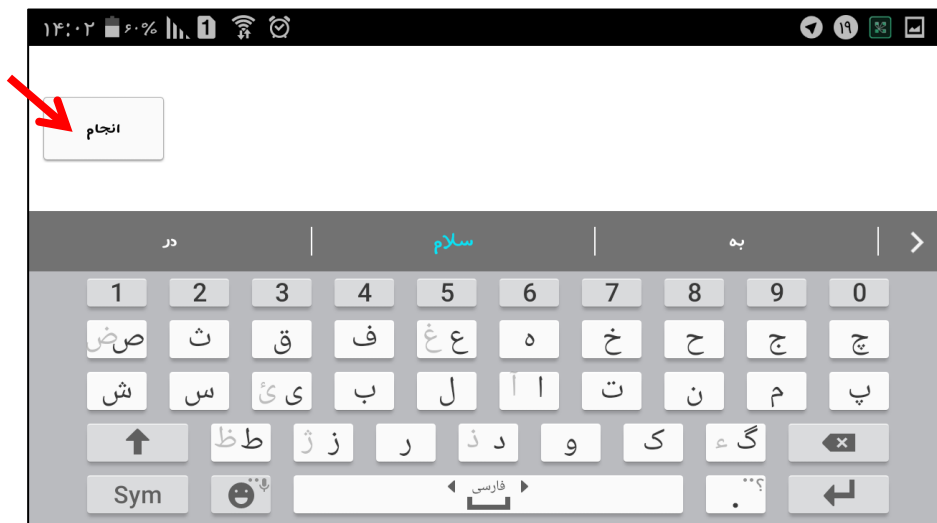 ۱۴:۰۲ ۶۰% 1 ۱۹
انجام
به سلام در
1 2 3 4 5 6 7 8 9 0
ض ص ث ق ف غ ع ه خ ح ج چ
ش س ئ ی ب ل آ ا ت ن م پ
ظ ط ژ ز ر ذ د و ک ء گ
Sym فارسی . ؟